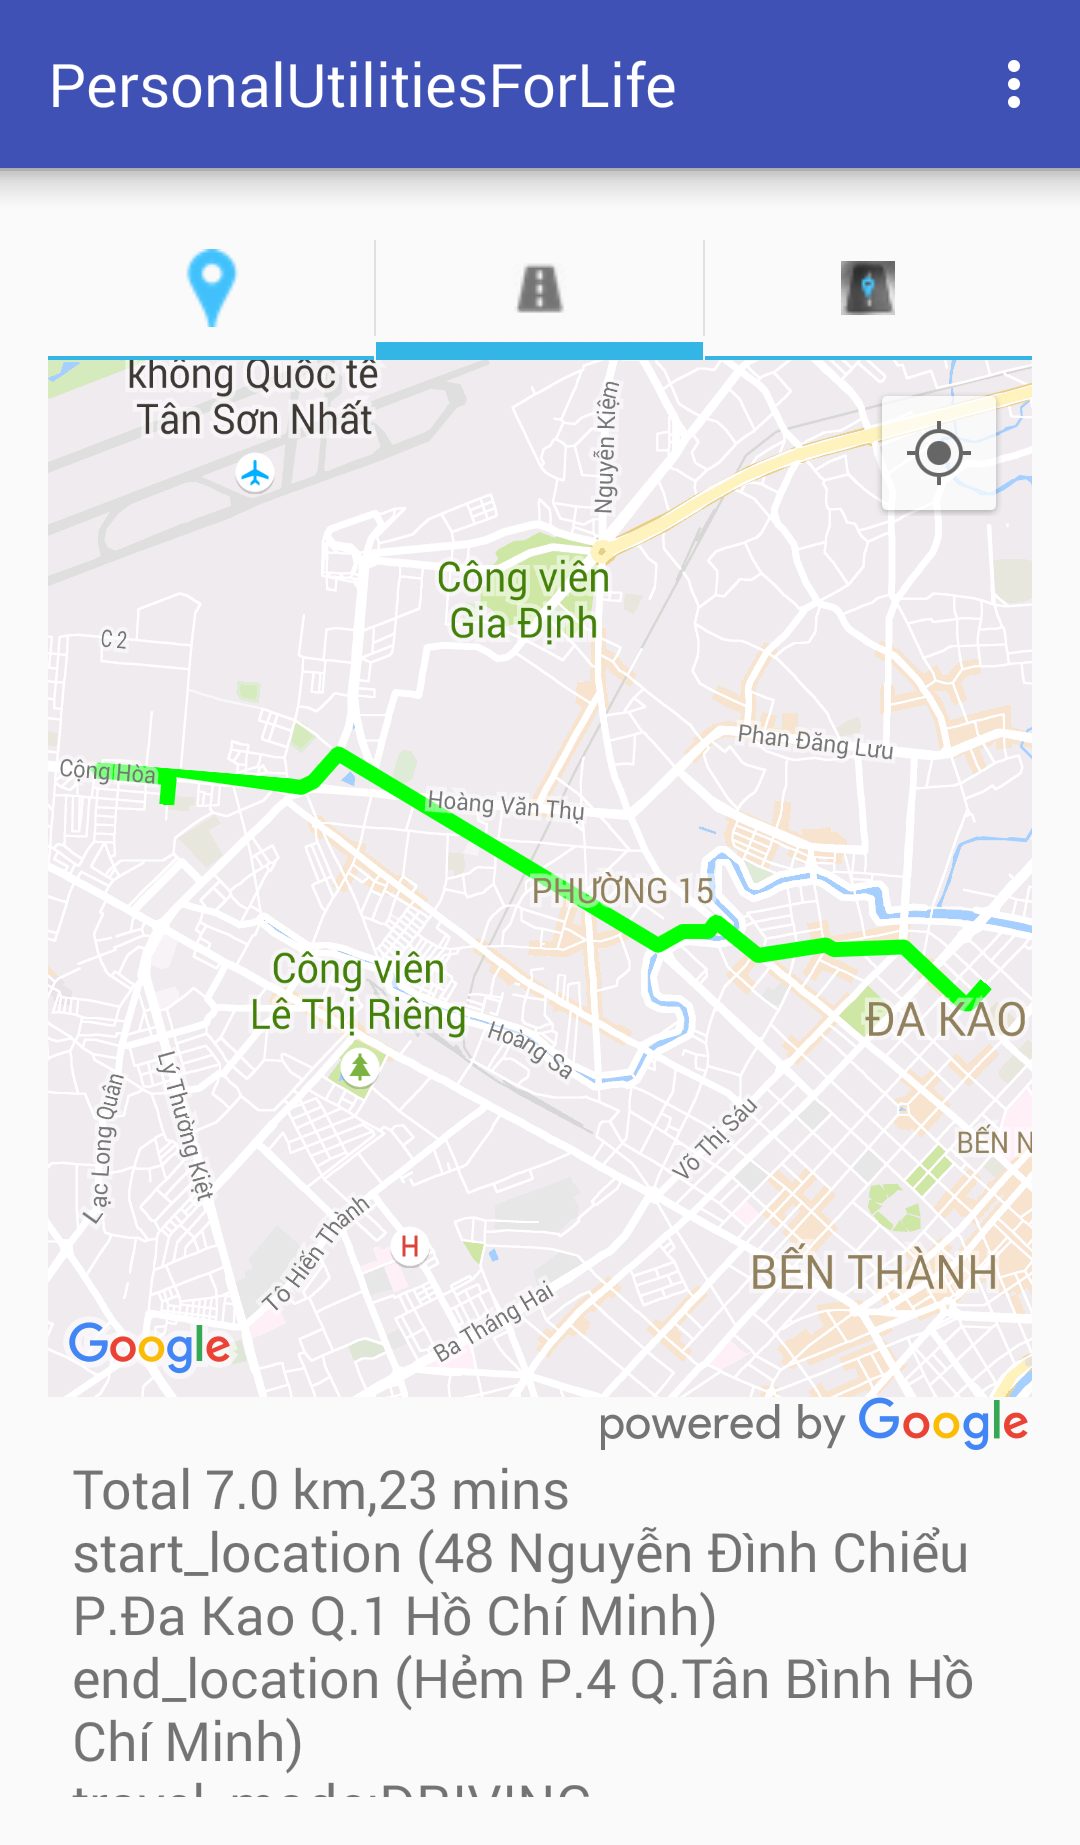 PersonalUtilitiesForLife
không Quốc tế
Tân Sơn Nhất
Nguyễn Kiệm
Công viên
Gia Định
C 2
Phan Đăng Lưu
Cộng Hòa
Hoàng Văn Thụ
PHƯỜNG 15
Công viên
Lê Thị Riêng
ĐA KAO
Hoàng Sa
Lý Thường Kiệt
Lạc Long Quân
Võ Thị Sáu
BẾN N
Tô Hiến Thành
H
BẾN THÀNH
Ba Tháng Hai
Google
powered by Google
Total 7.0 km,23 mins
start_location (48 Nguyễn Đình Chiểu
P.Đa Kao Q.1 Hồ Chí Minh)
end_location (Hẻm P.4 Q.Tân Bình Hồ
Chí Minh)
travel_mode:DRIVING